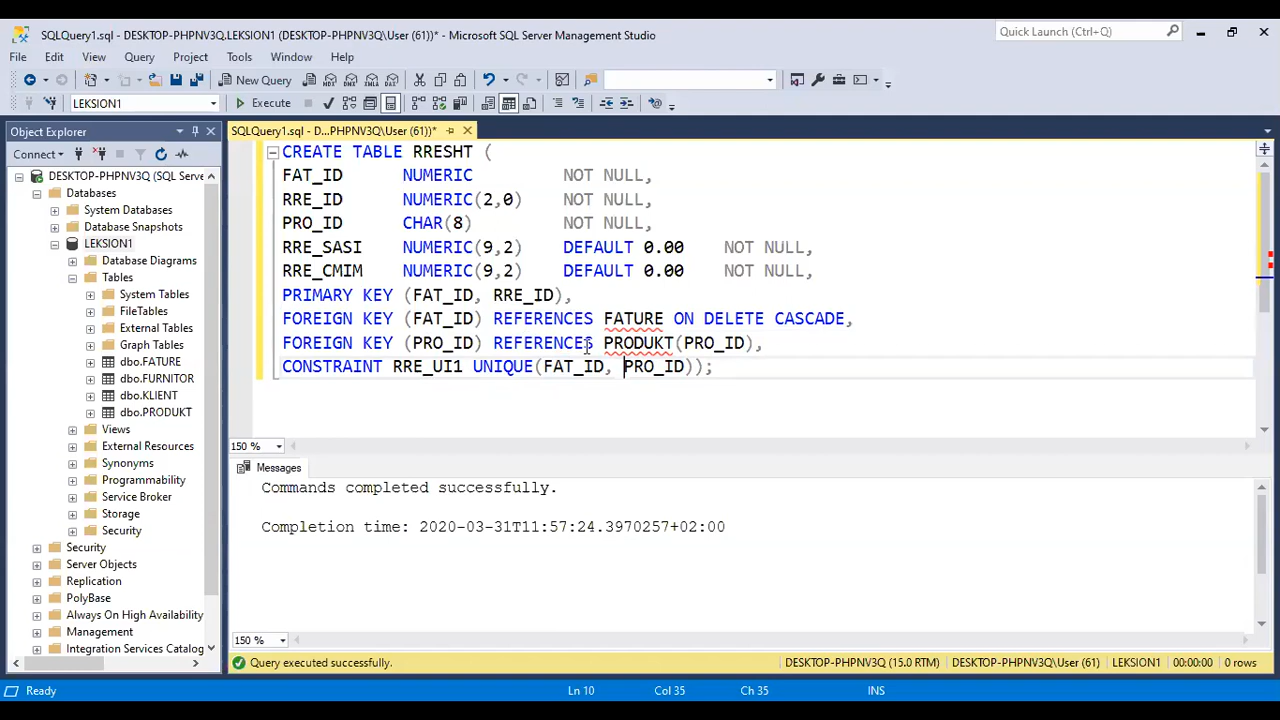 SQLQuery1.sql - DESKTOP-PHPNV3Q.LEKSION1 (DESKTOP-PHPNV3Q\User (61))* - Microsoft SQL Server Management Studio
Quick Launch (Ctrl+Q)
File Edit View Query Project Tools Window Help
New Query
MDX XMLA DAX
LEKSION1
Execute
Object Explorer
SQLQuery1.sql - D...PHPNV3Q\User (61))*
Connect
DESKTOP-PHPNV3Q (SQL Serve
Databases
System Databases
Database Snapshots
LEKSION1
Database Diagrams
Tables
System Tables
FileTables
External Tables
Graph Tables
dbo.FATURE
dbo.FURNITOR
dbo.KLIENT
dbo.PRODUKT
Views
External Resources
Synonyms
Programmability
Service Broker
Storage
Security
Security
Server Objects
Replication
PolyBase
Always On High Availability
Management
Integration Services Catalog
CREATE TABLE RRESHT (
FAT_ID NUMERIC NOT NULL,
RRE_ID NUMERIC(2,0) NOT NULL,
PRO_ID CHAR(8) NOT NULL,
RRE_SASI NUMERIC(9,2) DEFAULT 0.00 NOT NULL,
RRE_CMIM NUMERIC(9,2) DEFAULT 0.00 NOT NULL,
PRIMARY KEY (FAT_ID, RRE_ID),
FOREIGN KEY (FAT_ID) REFERENCES FATURE ON DELETE CASCADE,
FOREIGN KEY (PRO_ID) REFERENCES PRODUKT(PRO_ID),
CONSTRAINT RRE_UI1 UNIQUE(FAT_ID, PRO_ID));
150 %
Messages
Commands completed successfully.
Completion time: 2020-03-31T11:57:24.3970257+02:00
150 %
Query executed successfully.
DESKTOP-PHPNV3Q (15.0 RTM) DESKTOP-PHPNV3Q\User (61) LEKSION1 00:00:00 0 rows
Ready
Ln 10 Col 35 Ch 35 INS